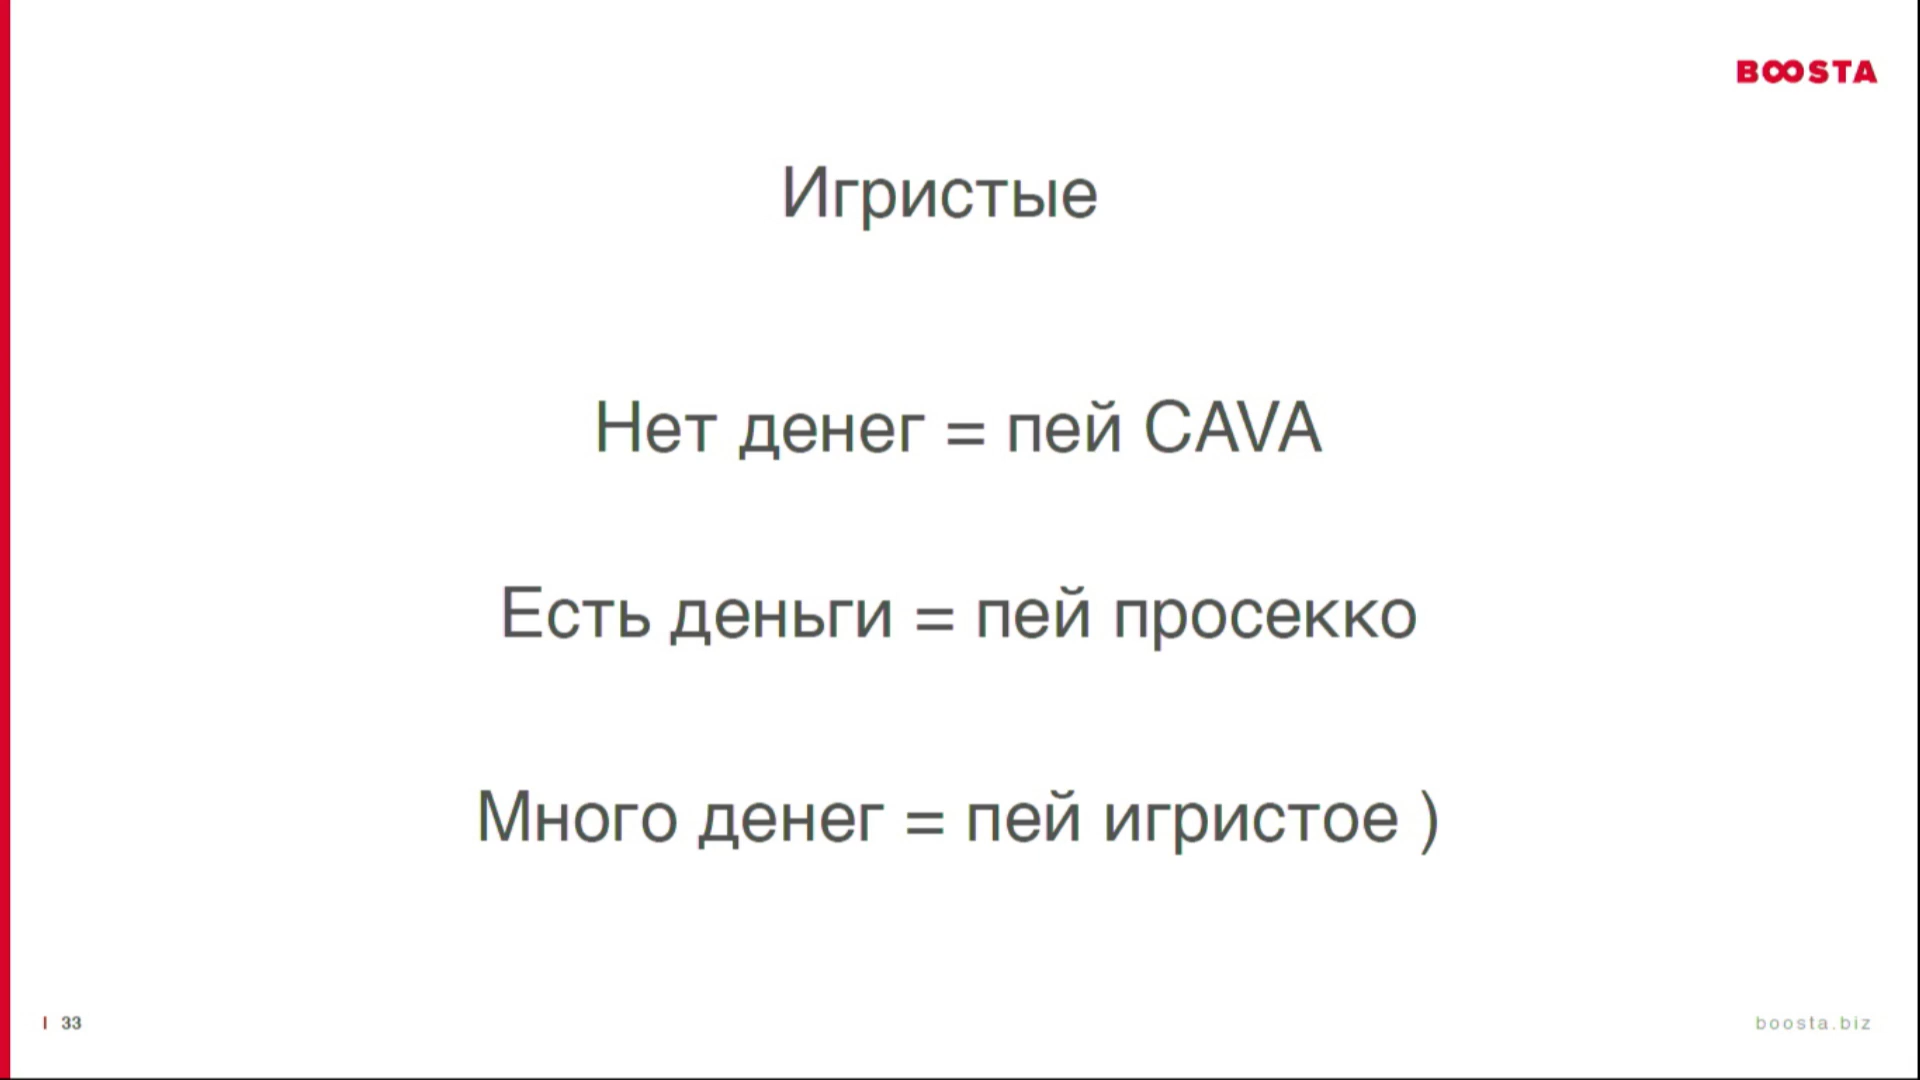 BOOSTA
Игристые
Нет денег = пей CAVA
Есть деньги = пей просекко
Много денег = пей игристое )
33
boosta.biz